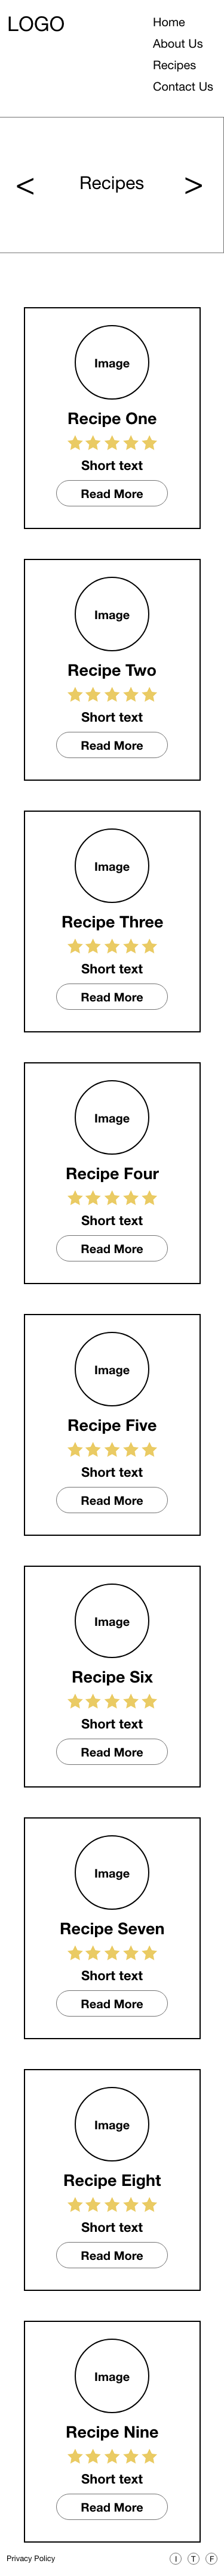 LOGO
Home
About Us
Recipes
Contact Us
< Recipes >
Image
Recipe One
Short text
Read More
Image
Recipe Two
Short text
Read More
Image
Recipe Three
Short text
Read More
Image
Recipe Four
Short text
Read More
Image
Recipe Five
Short text
Read More
Image
Recipe Six
Short text
Read More
Image
Recipe Seven
Short text
Read More
Image
Recipe Eight
Short text
Read More
Image
Recipe Nine
Short text
Read More
Privacy Policy I T F